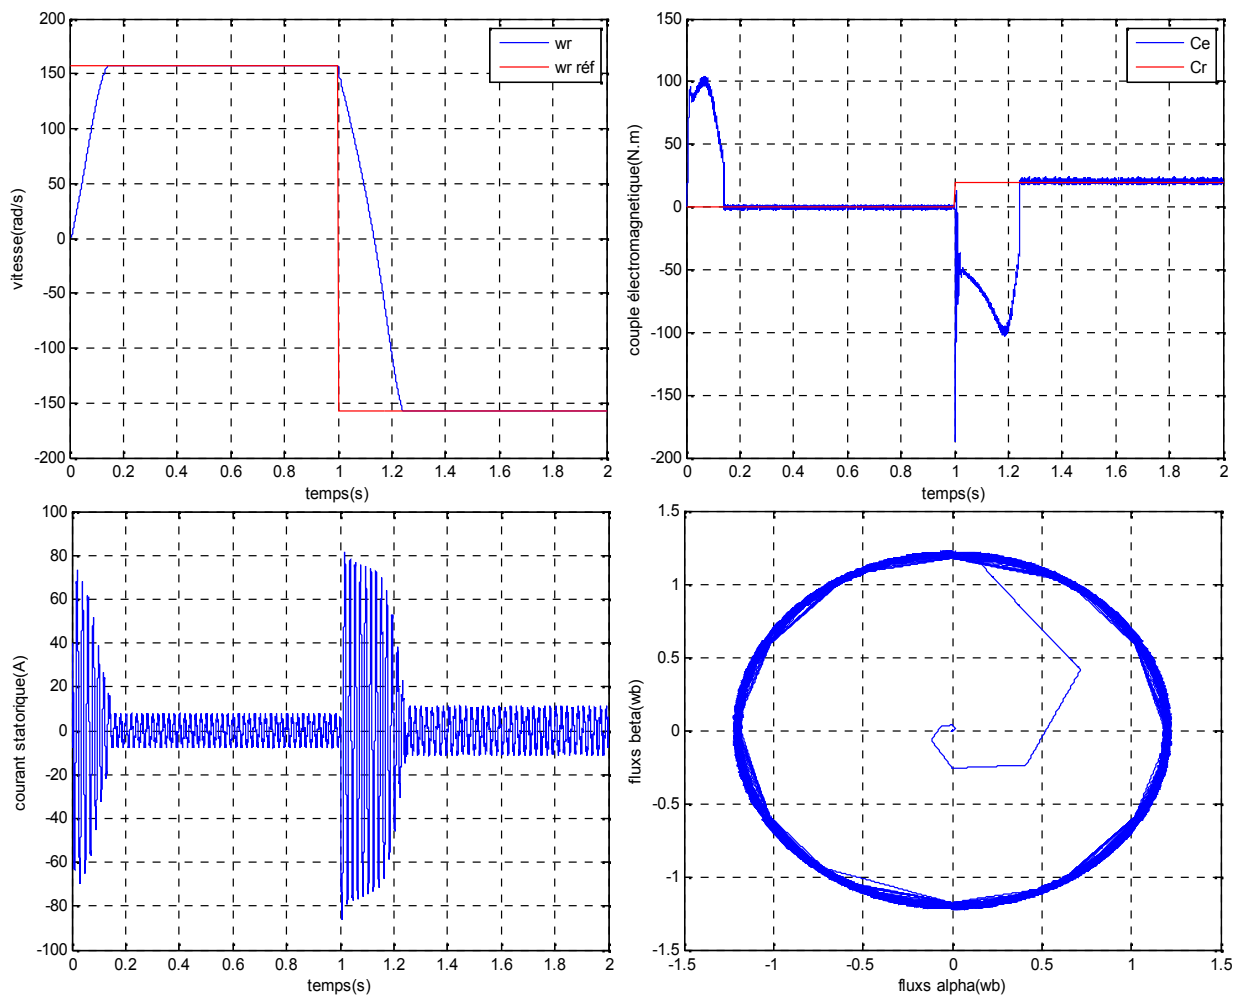 200
150
100
50
0
-50
-100
-150
-200
vitesse(rad/s)
wr
wr réf
0 0.2 0.4 0.6 0.8 1 1.2 1.4 1.6 1.8 2
temps(s)
150
100
50
0
-50
-100
-150
-200
couple électromagnetique(N.m)
Ce
Cr
0 0.2 0.4 0.6 0.8 1 1.2 1.4 1.6 1.8 2
temps(s)
100
80
60
40
20
0
-20
-40
-60
-80
-100
courant statorique(A)
0 0.2 0.4 0.6 0.8 1 1.2 1.4 1.6 1.8 2
temps(s)
1.5
1
0.5
0
-0.5
-1
-1.5
fluxs beta(wb)
-1.5 -1 -0.5 0 0.5 1 1.5
fluxs alpha(wb)